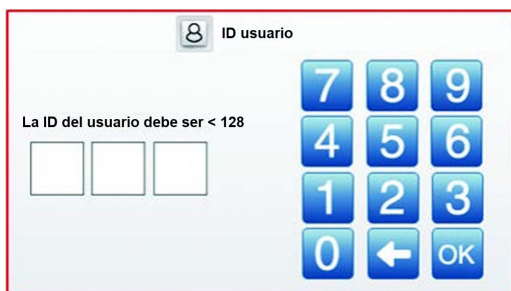 ID usuario
La ID del usuario debe ser < 128
7 8 9
4 5 6
1 2 3
0 OK